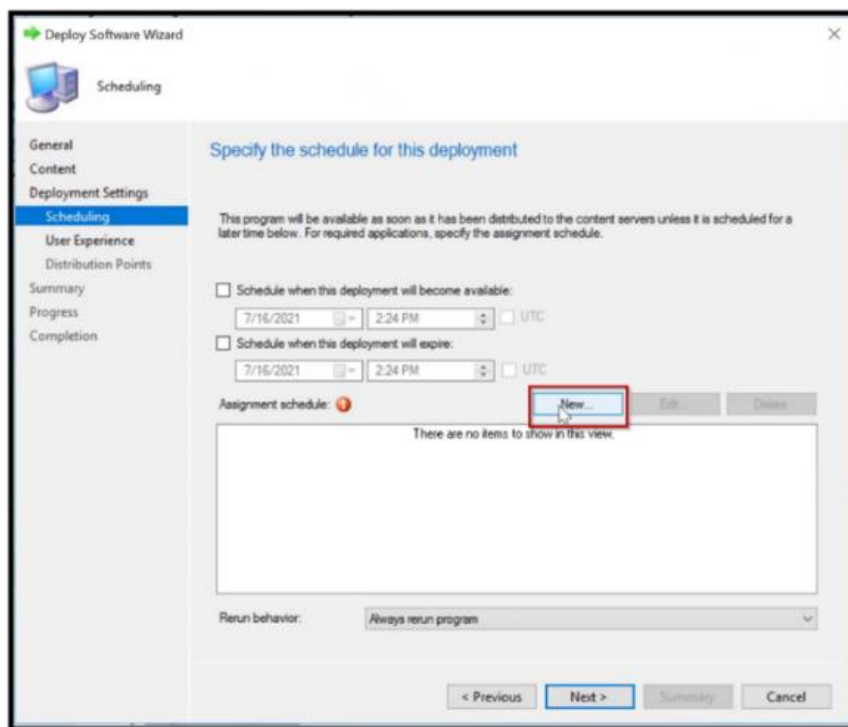 Deploy Software Wizard
Scheduling
General
Content
Deployment Settings
Scheduling
User Experience
Distribution Points
Summary
Progress
Completion
Specify the schedule for this deployment
This program will be available as soon as it has been distributed to the content servers unless it is scheduled for a
later time below. For required applications, specify the assignment schedule.
Schedule when this deployment will become available:
7/16/2021 2:24 PM UTC
Schedule when this deployment will expire:
7/16/2021 2:24 PM UTC
Assignment schedule: New... Edit... Delete
There are no items to show in this view.
Rerun behavior: Always rerun program
< Previous Next > Summary Cancel